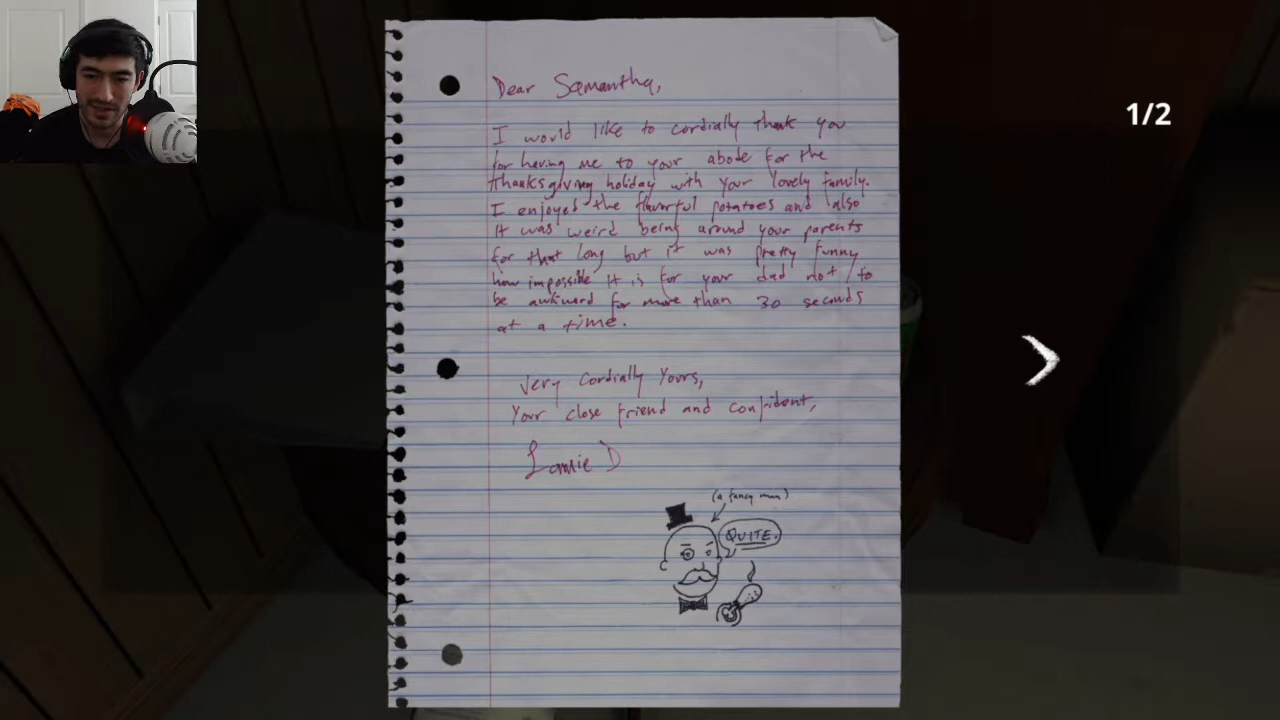 1/2
Dear Samantha,
I would like to cordially thank you
for having me to your abode for the
thanksgiving holiday with your lovely family.
I enjoyed the flavorful potatoes and also
it was weird being around your parents
for that long but it was pretty funny
how impossible it is for your dad not to
be awkward for more than 30 seconds
at a time.
Very Cordially Yours,
Your close friend and confident,
Lonnie D
(a fancy man)
QUITE.